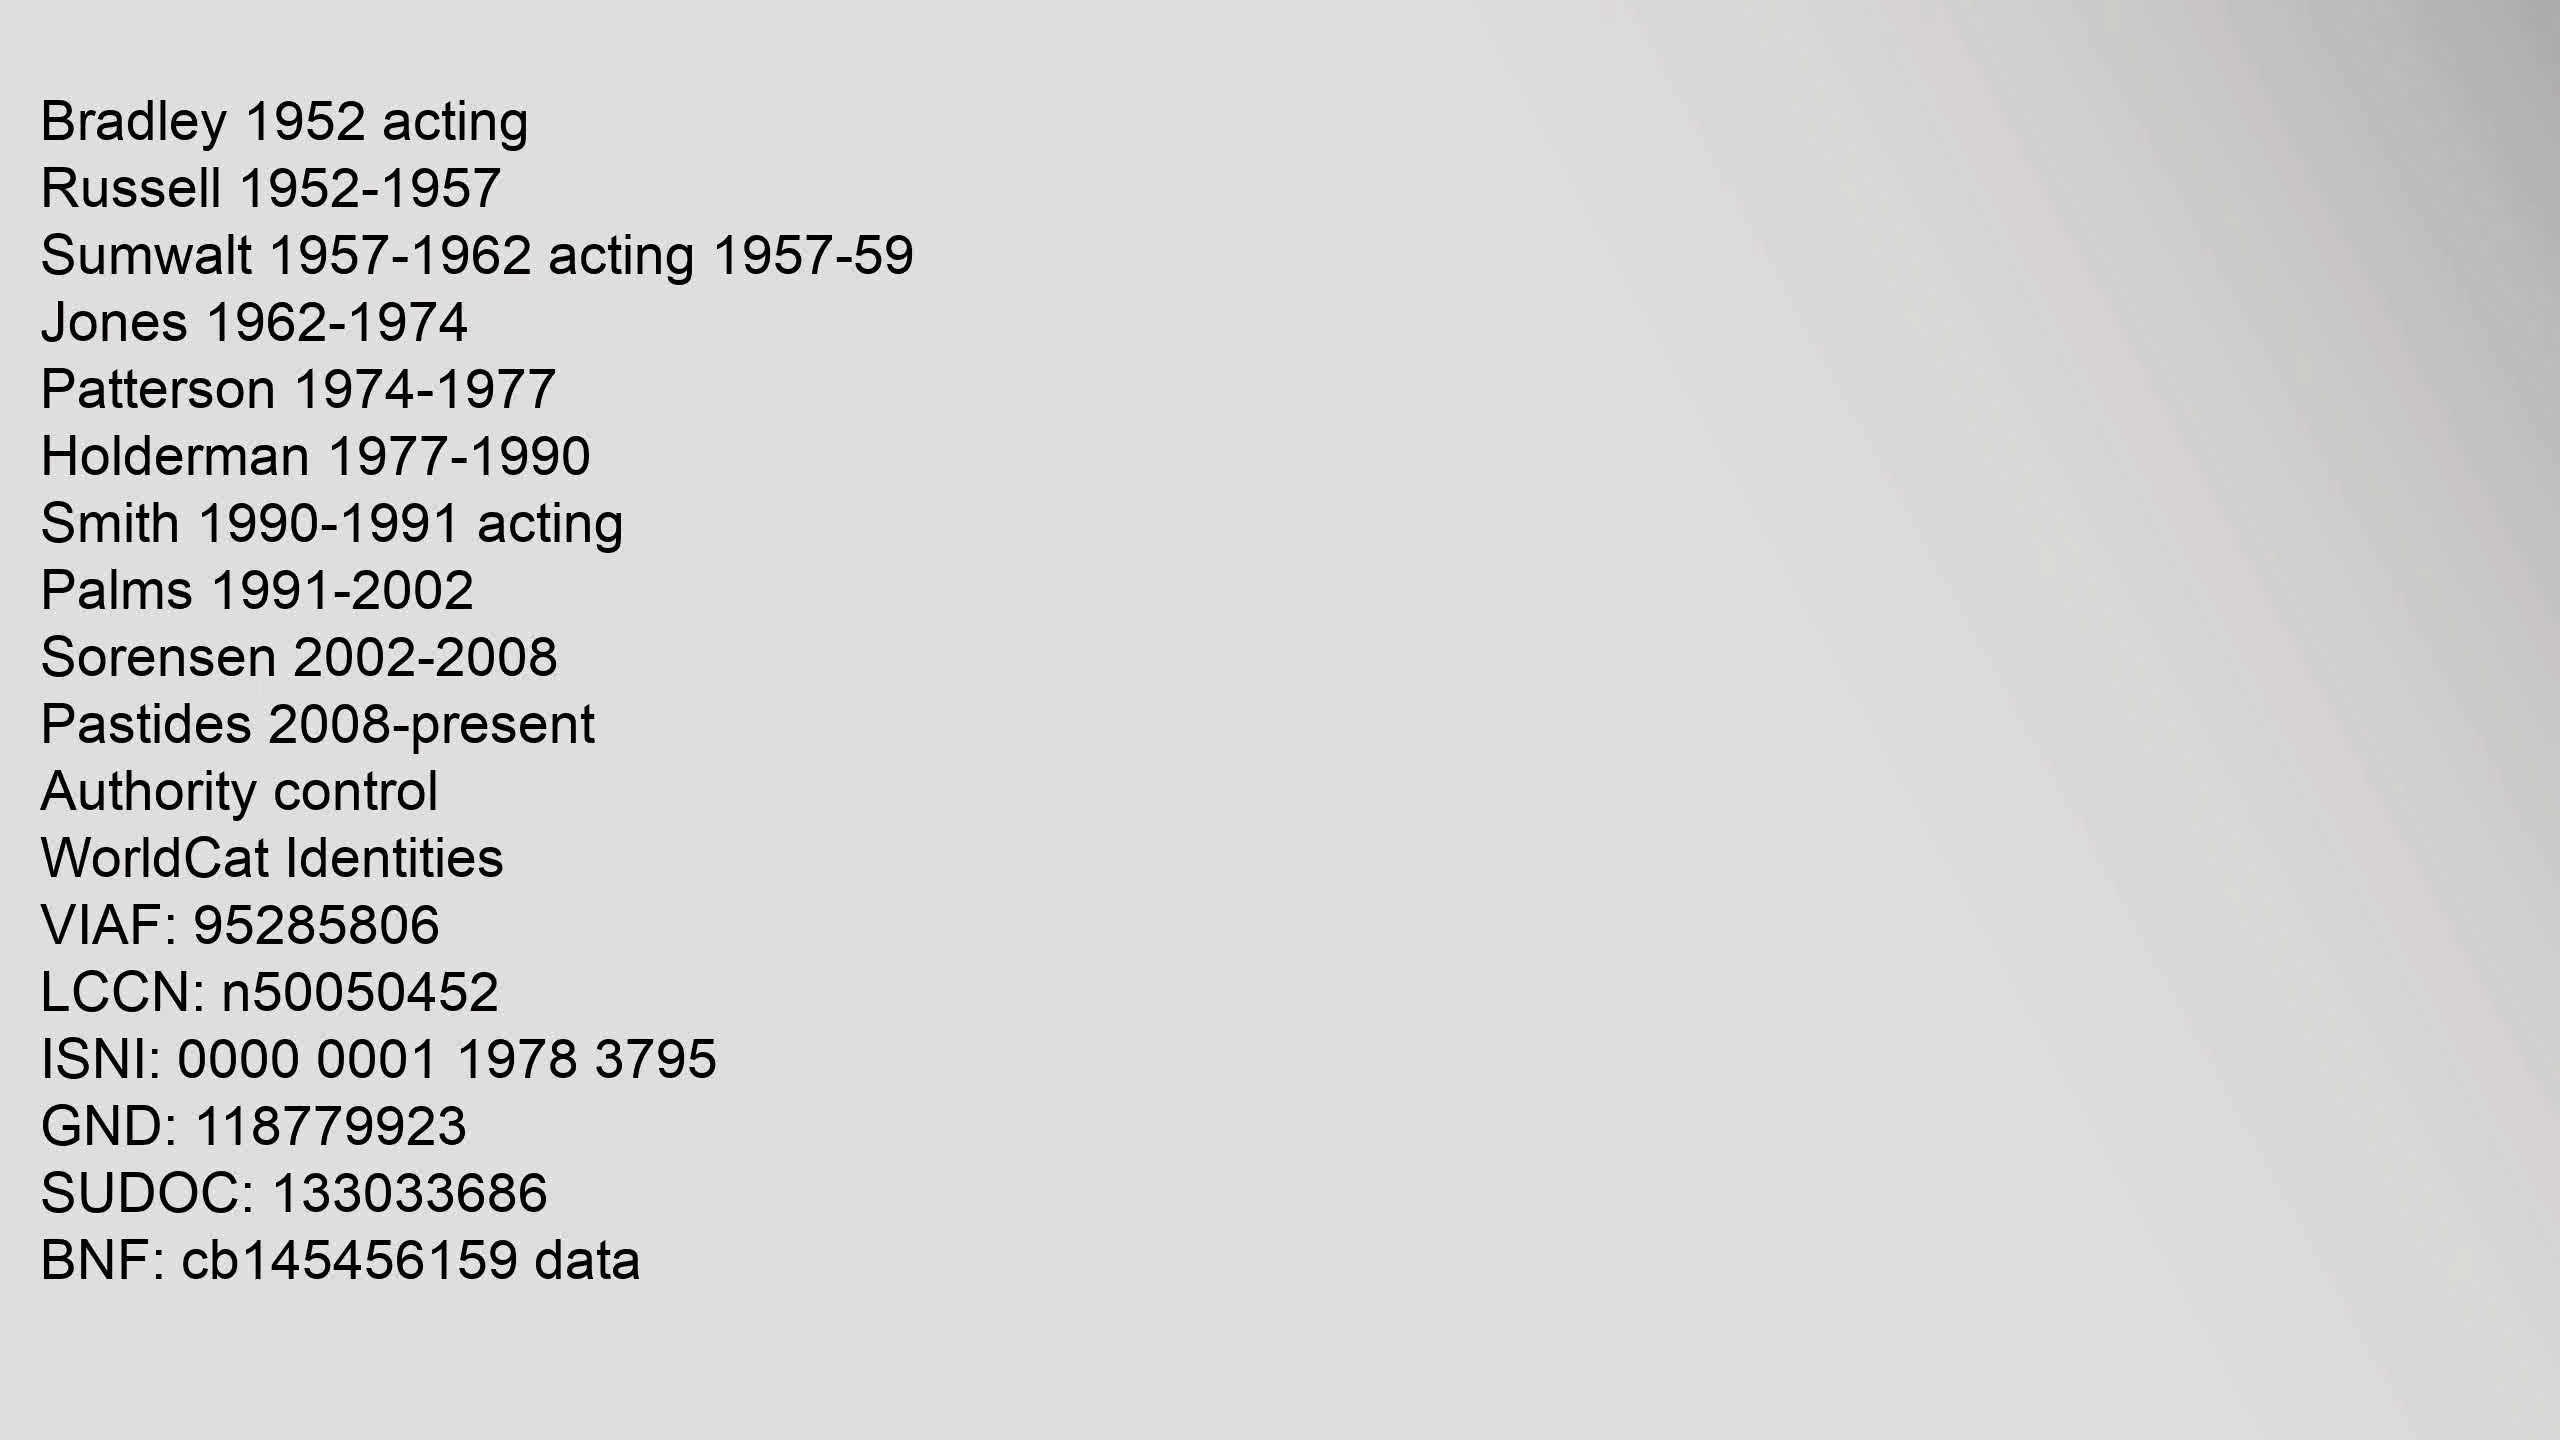 Bradley 1952 acting
Russell 1952-1957
Sumwalt 1957-1962 acting 1957-59
Jones 1962-1974
Patterson 1974-1977
Holderman 1977-1990
Smith 1990-1991 acting
Palms 1991-2002
Sorensen 2002-2008
Pastides 2008-present
Authority control
WorldCat Identities
VIAF: 95285806
LCCN: n50050452
ISNI: 0000 0001 1978 3795
GND: 118779923
SUDOC: 133033686
BNF: cb145456159 data